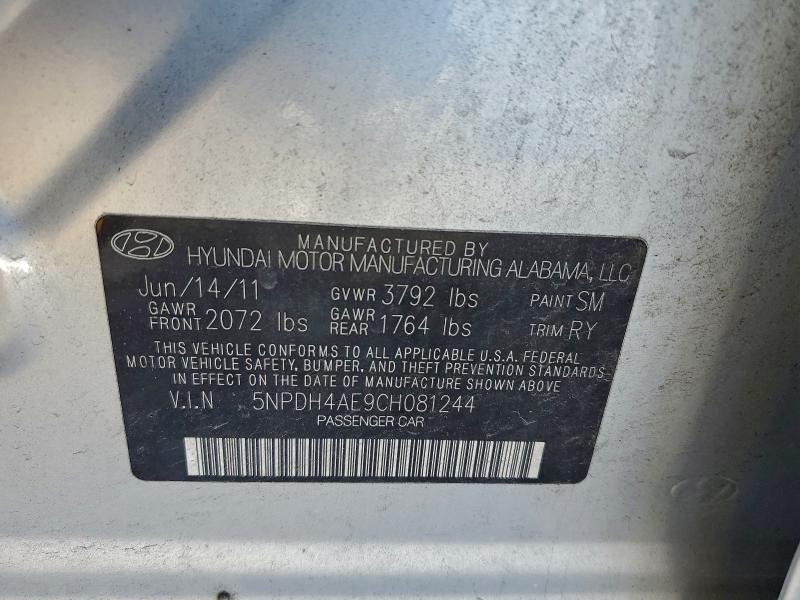 MANUFACTURED BY
HYUNDAI MOTOR MANUFACTURING ALABAMA, LLC
Jun/14/11 GVWR 3792 lbs PAINT SM
GAWR FRONT 2072 lbs GAWR REAR 1764 lbs TRIM RY
THIS VEHICLE CONFORMS TO ALL APPLICABLE U.S.A. FEDERAL
MOTOR VEHICLE SAFETY, BUMPER, AND THEFT PREVENTION STANDARDS
IN EFFECT ON THE DATE OF MANUFACTURE SHOWN ABOVE
V.I.N 5NPDH4AE9CH081244
PASSENGER CAR